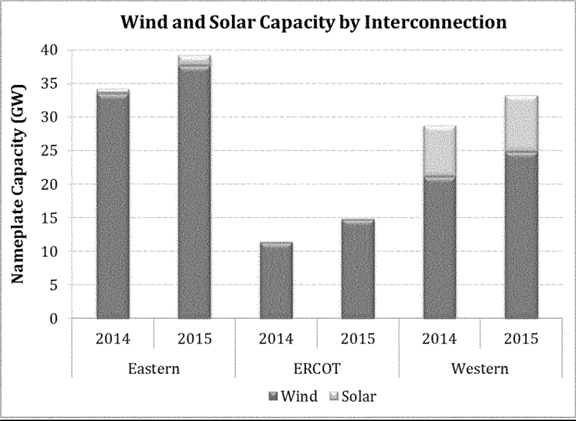 Wind and Solar Capacity by Interconnection
Nameplate Capacity (GW)
40
35
30
25
20
15
10
5
0
2014 2015 2014 2015 2014 2015
Eastern ERCOT Western
Wind Solar